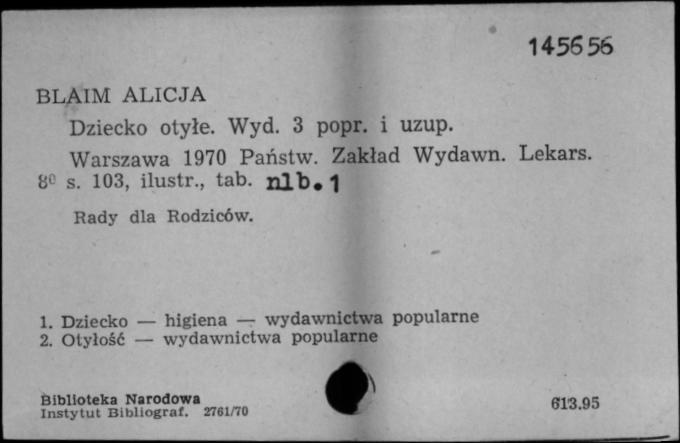 145656
BLAIM ALICJA
Dziecko otyłe. Wyd. 3 popr. i uzup.
Warszawa 1970 Państw. Zakład Wydawn. Lekars.
8⁰ s. 103, ilustr., tab. nlb.1
Rady dla Rodziców.
1. Dziecko — higiena — wydawnictwa popularne
2. Otyłość — wydawnictwa popularne
Biblioteka Narodowa
Instytut Bibliograf. 2761/70
613.95